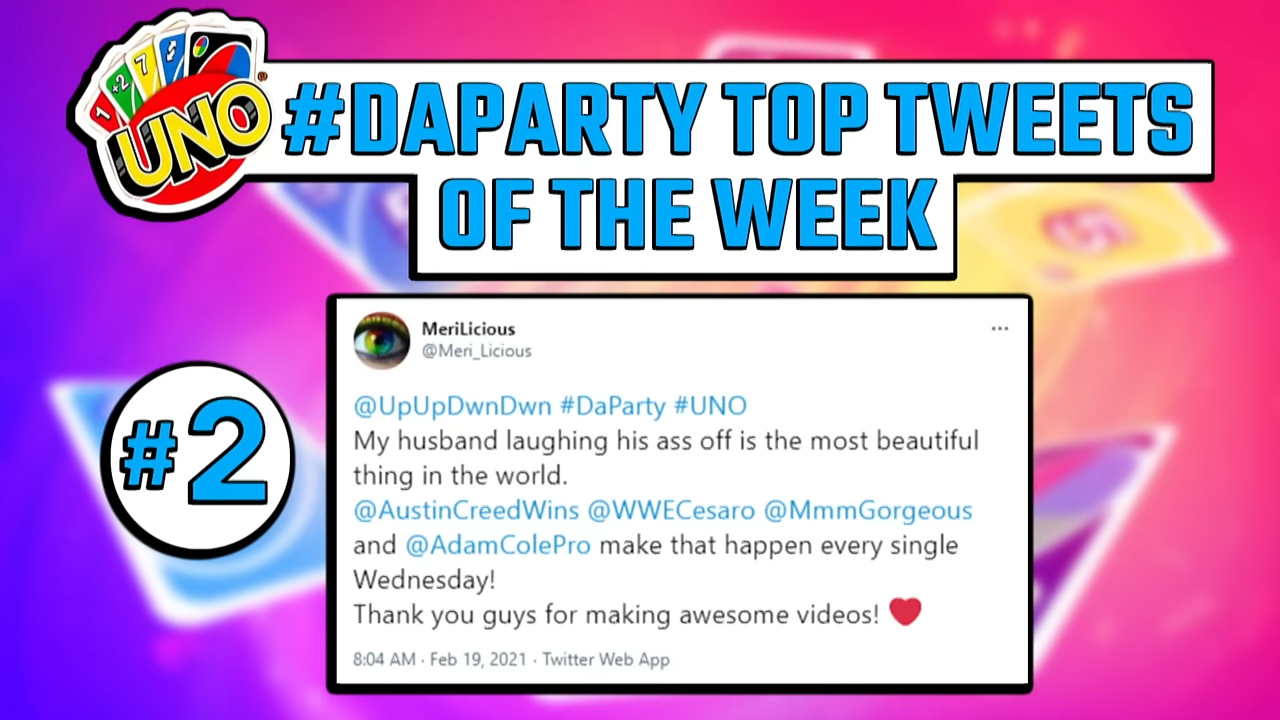 UNO
#DAPARTY TOP TWEETS
OF THE WEEK
#2
MeriLicious
@Meri_Licious
@UpUpDwnDwn #DaParty #UNO
My husband laughing his ass off is the most beautiful
thing in the world.
@AustinCreedWins @WWECesaro @MmmGorgeous
and @AdamColePro make that happen every single
Wednesday!
Thank you guys for making awesome videos! ❤
8:04 AM · Feb 19, 2021 · Twitter Web App